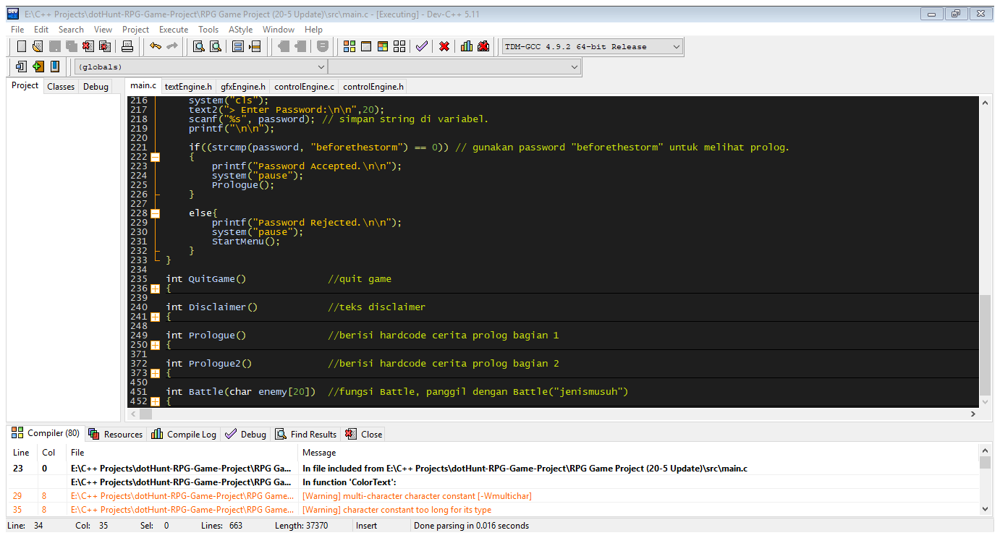 E:\C++ Projects\dotHunt-RPG-Game-Project\RPG Game Project (20-5 Update)\src\main.c - [Executing] - Dev-C++ 5.11
File Edit Search View Project Execute Tools AStyle Window Help
TDM-GCC 4.9.2 64-bit Release
(globals)
Project Classes Debug
main.c textEngine.h gfxEngine.h controlEngine.c controlEngine.h
216 system("cls");
217 text2("> Enter Password:\n\n",20);
218 scanf("%s", password); // simpan string di variabel.
219 printf("\n\n");
220
221 if((strcmp(password, "beforethestorm") == 0)) // gunakan password "beforethestorm" untuk melihat prolog.
222 {
223 printf("Password Accepted.\n\n");
224 system("pause");
225 Prologue();
226 }
227
228 else{
229 printf("Password Rejected.\n\n");
230 system("pause");
231 StartMenu();
232 }
233 }
234
235 int QuitGame() //quit game
236 {
239
240 int Disclaimer() //teks disclaimer
241 {
248
249 int Prologue() //berisi hardcode cerita prolog bagian 1
250 {
371
372 int Prologue2() //berisi hardcode cerita prolog bagian 2
373 {
450
451 int Battle(char enemy[20]) //fungsi Battle, panggil dengan Battle("jenismusuh")
452 {
Compiler (80) Resources Compile Log Debug Find Results Close
Line Col File Message
23 0 E:\C++ Projects\dotHunt-RPG-Game-Project\RPG Ga... In file included from E:\C++ Projects\dotHunt-RPG-Game-Project\RPG Game Project (20-5 Update)\src\main.c
E:\C++ Projects\dotHunt-RPG-Game-Project\RPG Ga... In function 'ColorText':
29 8 E:\C++ Projects\dotHunt-RPG-Game-Project\RPG Game... [Warning] multi-character character constant [-Wmultichar]
35 8 E:\C++ Projects\dotHunt-RPG-Game-Project\RPG Game... [Warning] character constant too long for its type
Line: 34 Col: 35 Sel: 0 Lines: 663 Length: 37370 Insert Done parsing in 0.016 seconds